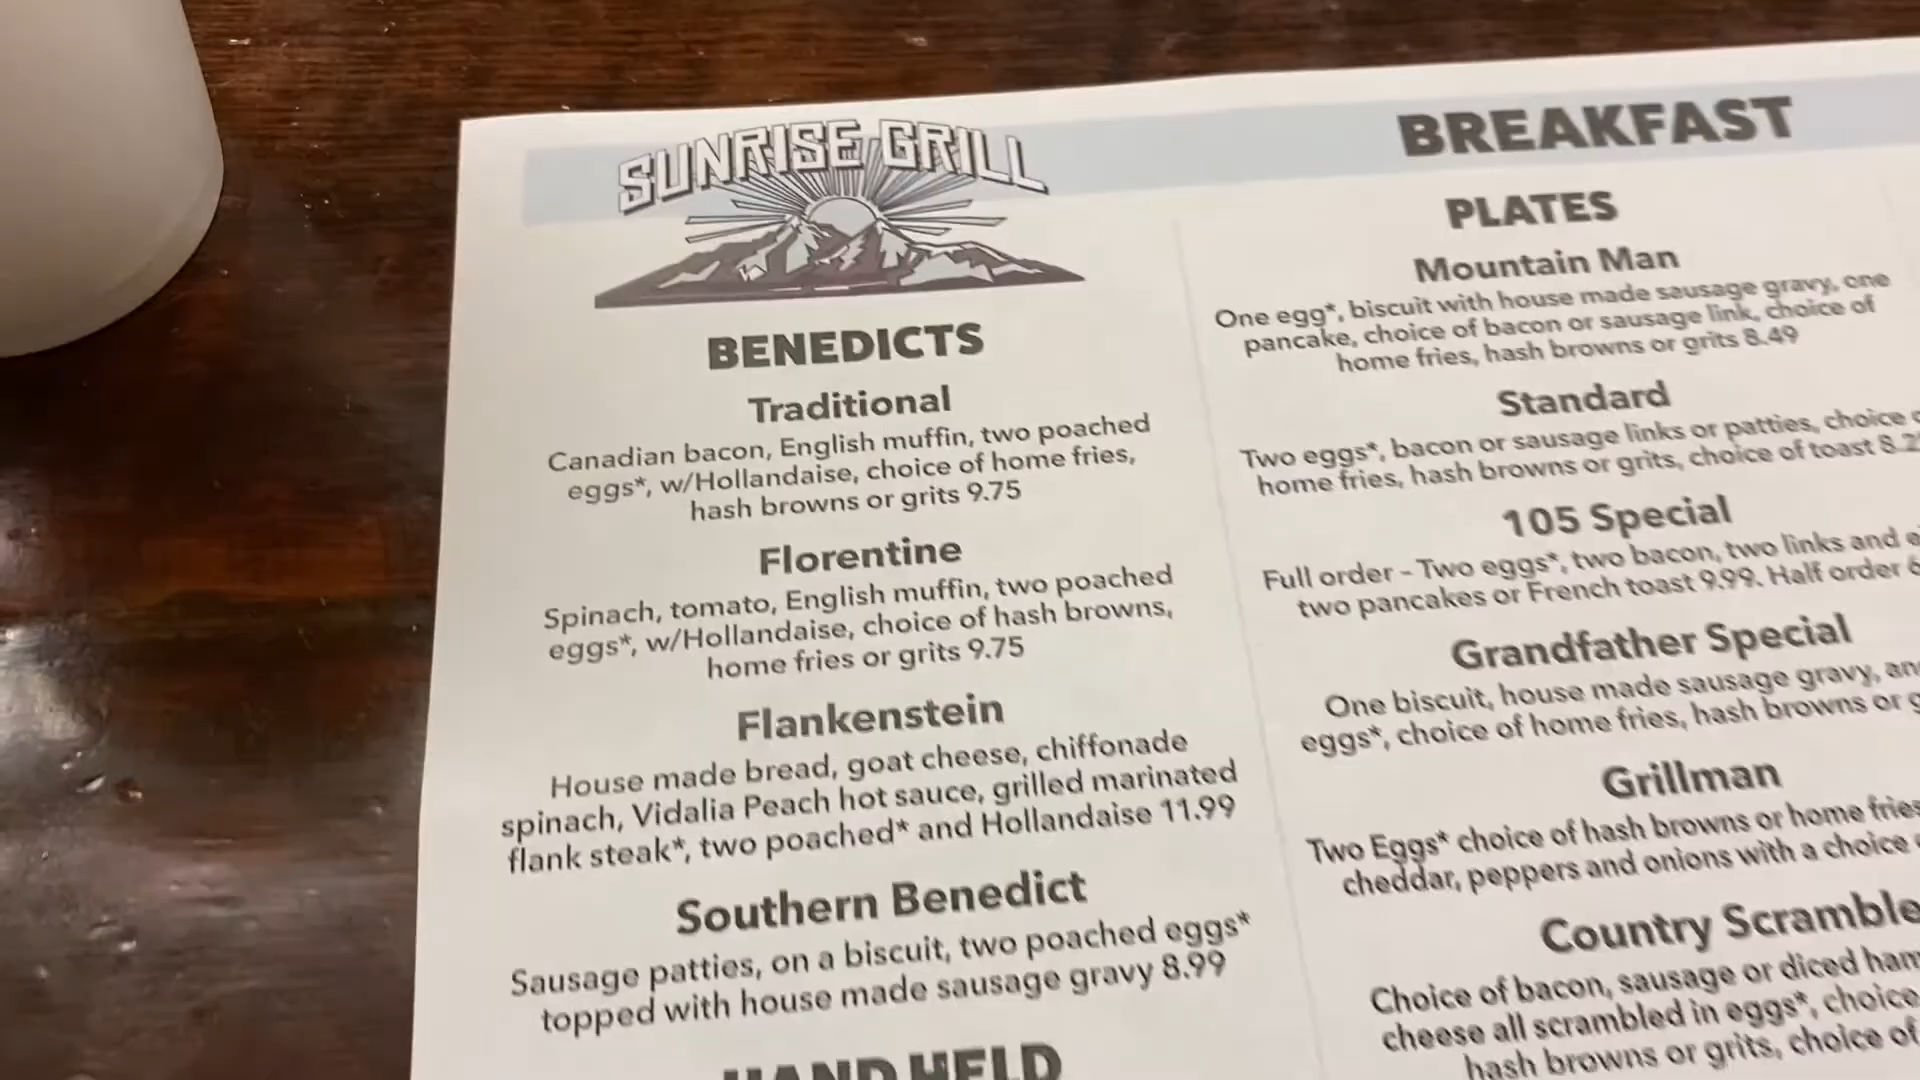 SUNRISE GRILL
BENEDICTS
Traditional
Canadian bacon, English muffin, two poached
eggs*, w/Hollandaise, choice of home fries,
hash browns or grits 9.75
Florentine
Spinach, tomato, English muffin, two poached
eggs*, w/Hollandaise, choice of hash browns,
home fries or grits 9.75
Flankenstein
House made bread, goat cheese, chiffonade
spinach, Vidalia Peach hot sauce, grilled marinated
flank steak*, two poached* and Hollandaise 11.99
Southern Benedict
Sausage patties, on a biscuit, two poached eggs*
topped with house made sausage gravy 8.99
HAND HELD
BREAKFAST
PLATES
Mountain Man
One egg*, biscuit with house made sausage gravy, one
pancake, choice of bacon or sausage link, choice of
home fries, hash browns or grits 8.49
Standard
Two eggs*, bacon or sausage links or patties, choice
home fries, hash browns or grits, choice of toast
105 Special
Full order - Two eggs*, two bacon, two links and
two pancakes or French toast 9.99. Half order
Grandfather Special
One biscuit, house made sausage gravy,
eggs*, choice of home fries, hash browns or
Grillman
Two Eggs* choice of hash browns or home fries
cheddar, peppers and onions with a choice
Country Scramble
Choice of bacon, sausage or diced ham
cheese all scrambled in eggs*, choice
hash browns or grits, choice of